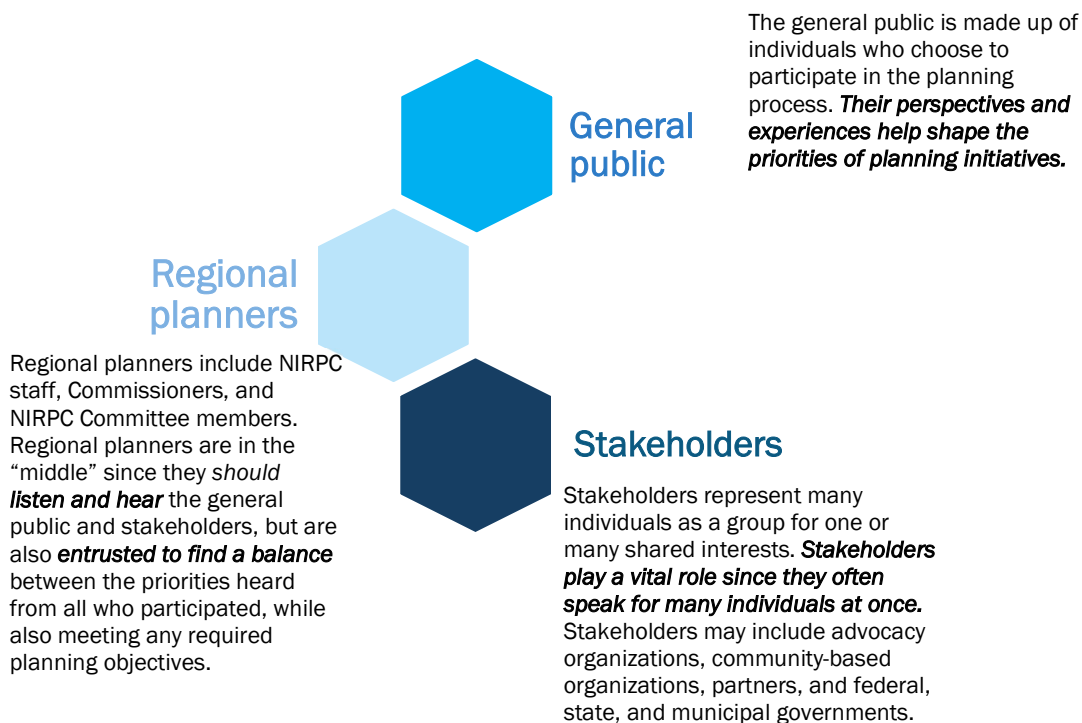 The general public is made up of
individuals who choose to
participate in the planning
process. Their perspectives and
experiences help shape the
priorities of planning initiatives.
General
public
Regional
planners
Regional planners include NIRPC
staff, Commissioners, and
NIRPC Committee members.
Regional planners are in the
“middle” since they should
listen and hear the general
public and stakeholders, but are
also entrusted to find a balance
between the priorities heard
from all who participated, while
also meeting any required
planning objectives.
Stakeholders
Stakeholders represent many
individuals as a group for one or
many shared interests. Stakeholders
play a vital role since they often
speak for many individuals at once.
Stakeholders may include advocacy
organizations, community-based
organizations, partners, and federal,
state, and municipal governments.